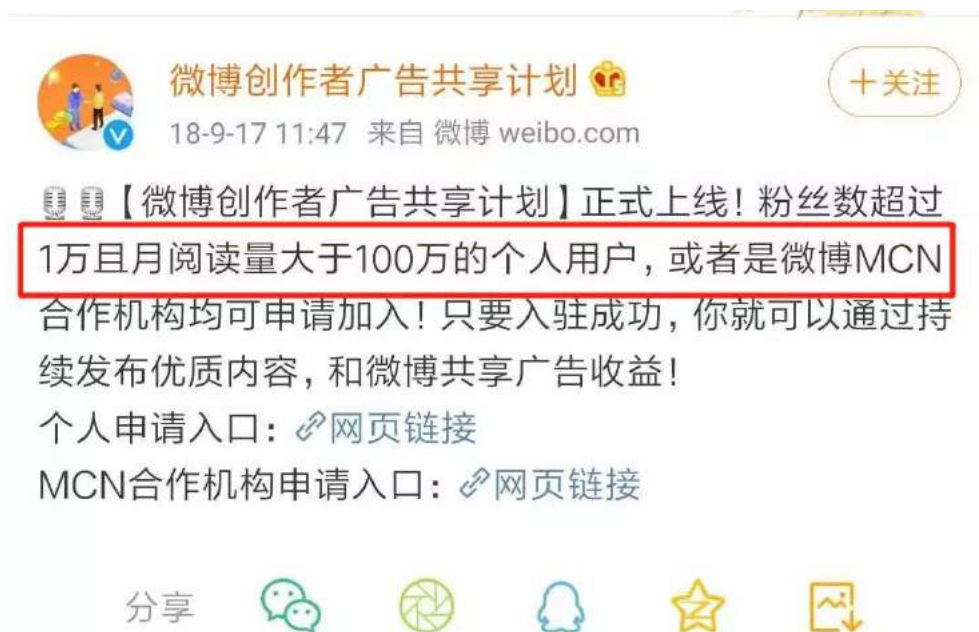 微博创作者广告共享计划
十关注
18-9-17 11:47 来自 微博 weibo.com
【微博创作者广告共享计划】正式上线！粉丝数超过
1万且月阅读量大于100万的个人用户，或者是微博MCN
合作机构均可申请加入！只要入驻成功，你就可以通过持
续发布优质内容，和微博共享广告收益！
个人申请入口：网页链接
MCN合作机构申请入口：网页链接
分享